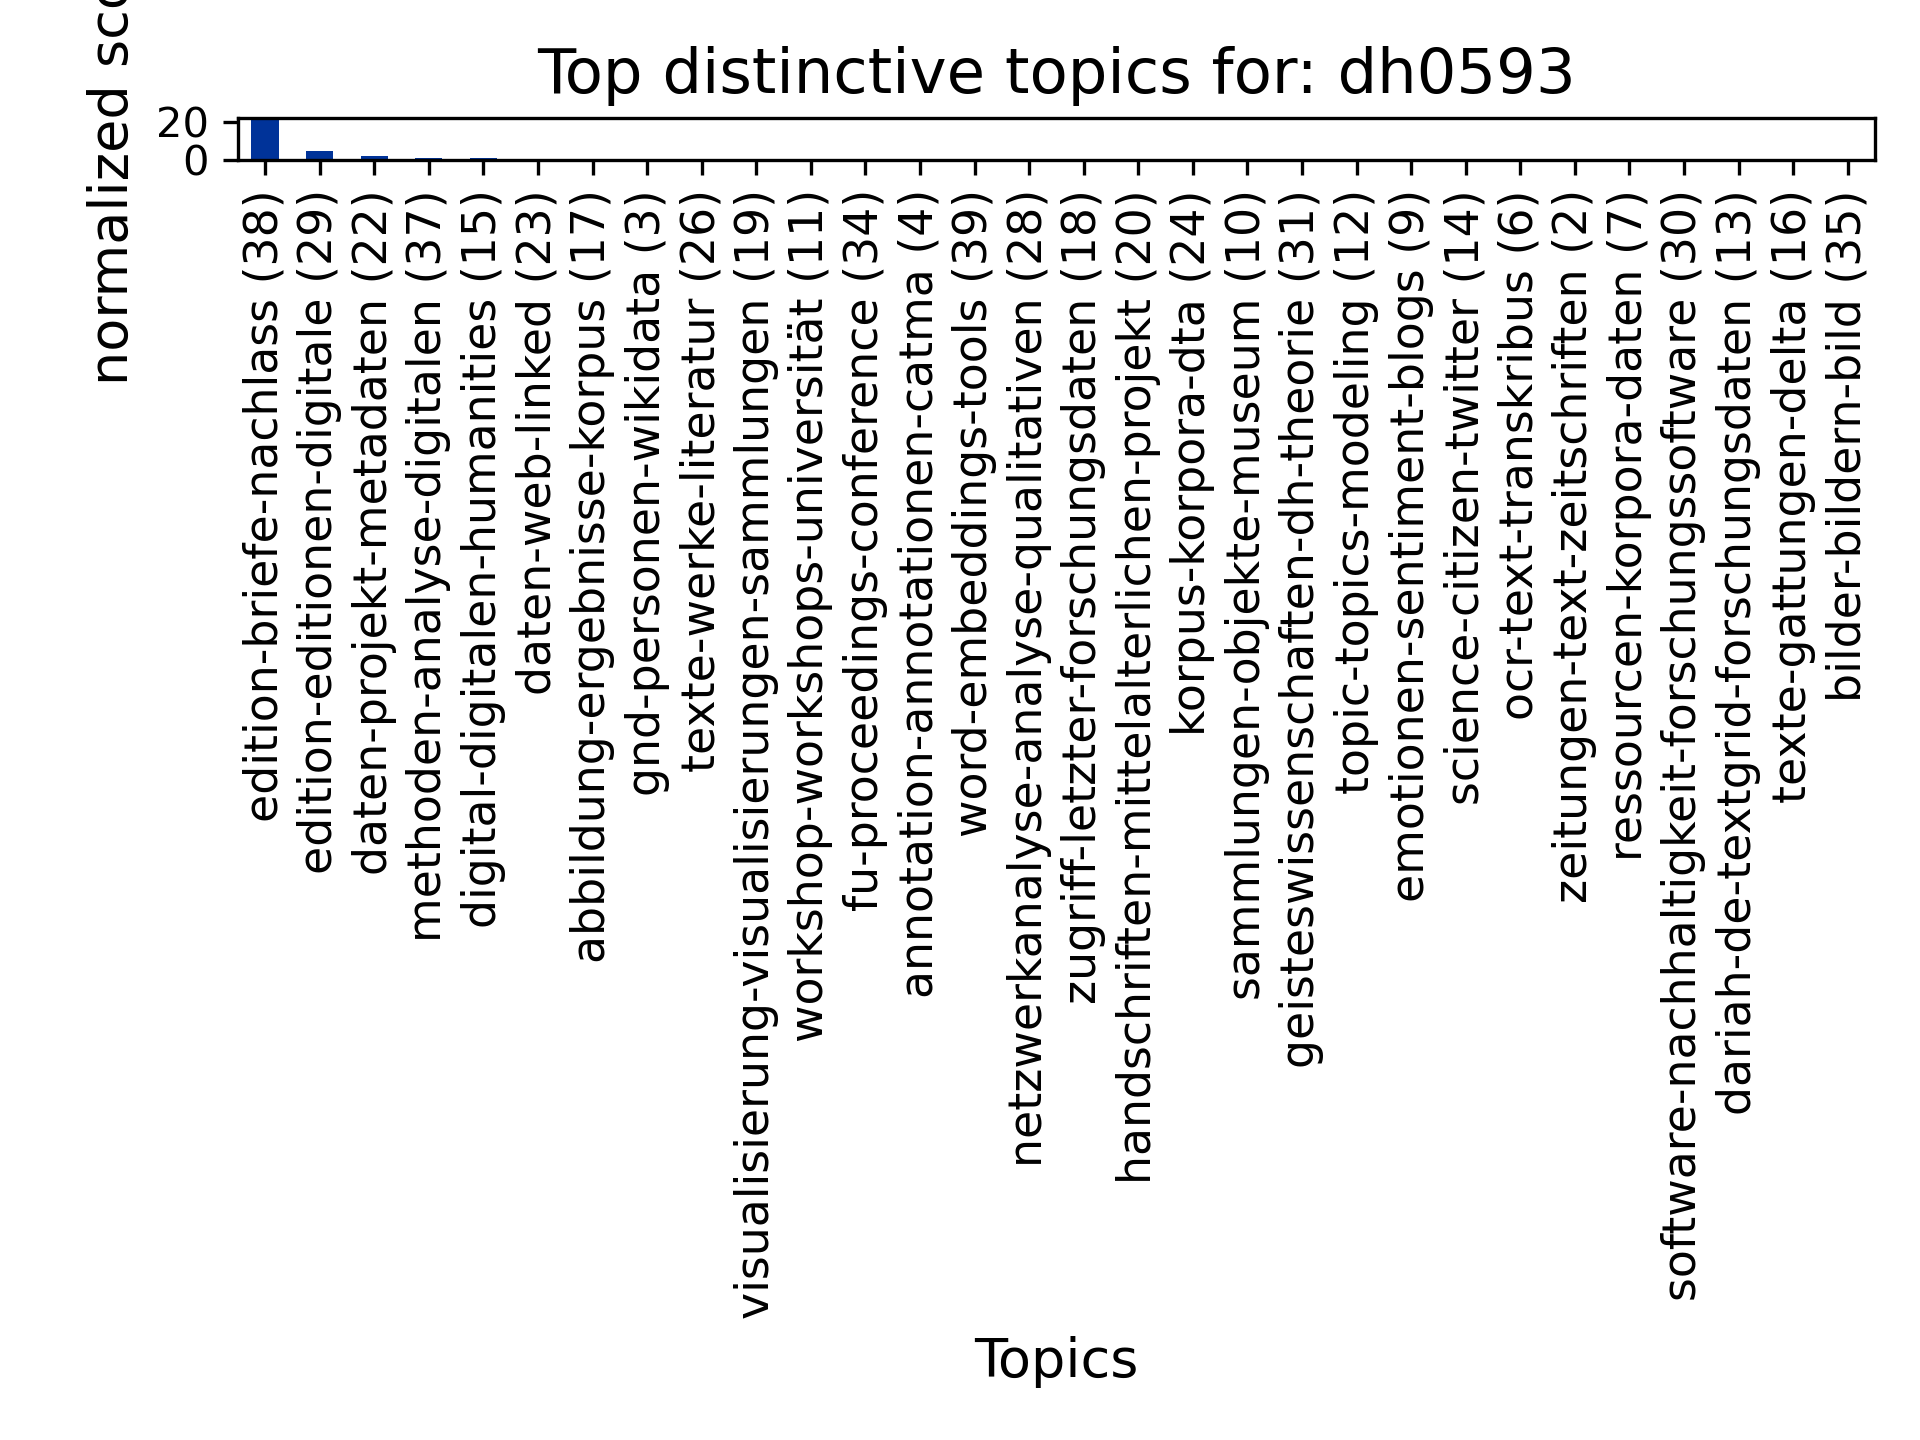 Top distinctive topics for: dh0593
normalized
20
0
edition-briefe-nachlass (38)
edition-editionen-digitale (29)
daten-projekt-metadaten (22)
methoden-analyse-digitalen (37)
digital-digitalen-humanities (15)
daten-web-linked (23)
abbildung-ergebnisse-korpus (17)
gnd-personen-wikidata (3)
texte-werke-literatur (26)
visualisierung-visualisierungen-sammlungen (19)
workshop-workshops-universität (11)
fu-proceedings-conference (34)
annotation-annotationen-catma (4)
word-embeddings-tools (39)
netzwerkanalyse-analyse-qualitativen (28)
zugriff-letzter-forschungsdaten (18)
handschriften-mittelalterlichen-projekt (20)
korpus-korpora-dta (24)
sammlungen-objekte-museum (10)
geisteswissenschaften-dh-theorie (31)
topic-topics-modeling (12)
emotionen-sentiment-blogs (9)
science-citizen-twitter (14)
ocr-text-transkribus (6)
zeitungen-text-zeitschriften (2)
ressourcen-korpora-daten (7)
software-nachhaltigkeit-forschungssoftware (30)
dariah-de-textgrid-forschungsdaten (13)
texte-gattungen-delta (16)
bilder-bildern-bild (35)
Topics